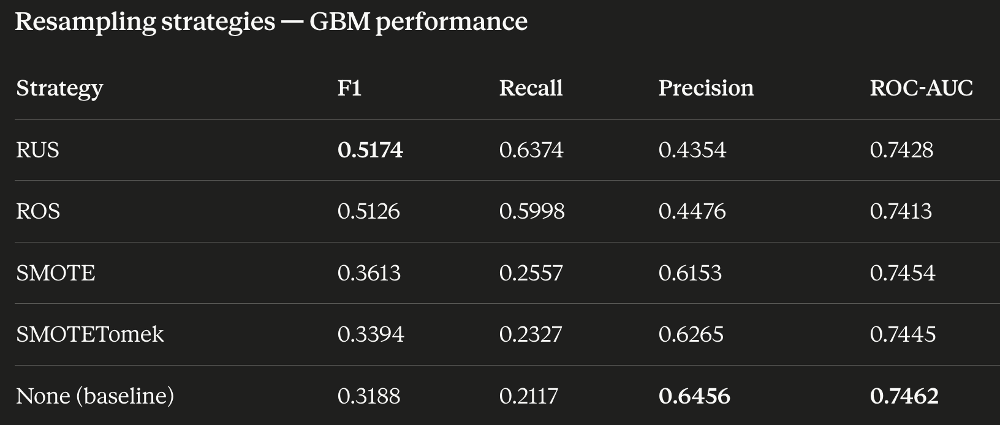 Resampling strategies — GBM performance
Strategy F1 Recall Precision ROC-AUC
RUS 0.5174 0.6374 0.4354 0.7428
ROS 0.5126 0.5998 0.4476 0.7413
SMOTE 0.3613 0.2557 0.6153 0.7454
SMOTETomek 0.3394 0.2327 0.6265 0.7445
None (baseline) 0.3188 0.2117 0.6456 0.7462